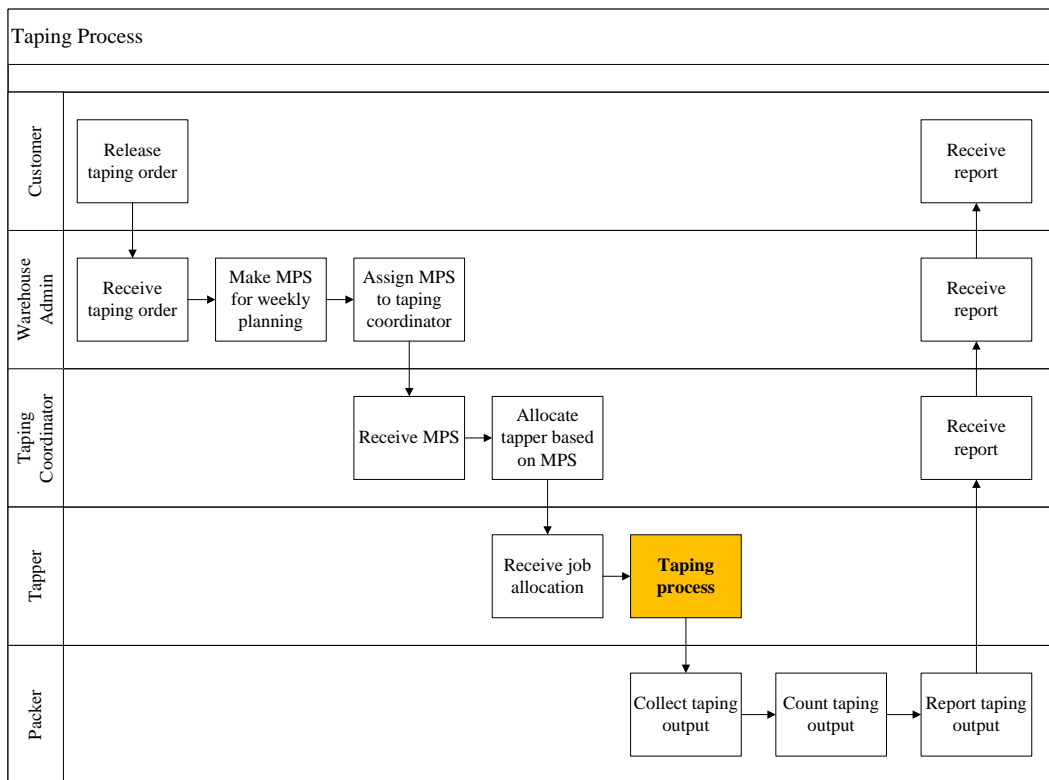 Taping Process
Customer
Release
taping order
Receive
report
Warehouse
Admin
Receive
taping order
Make MPS
for weekly
planning
Assign MPS
to taping
coordinator
Receive
report
Taping
Coordinator
Receive MPS
Allocate
tapper based
on MPS
Receive
report
Tapper
Receive job
allocation
Taping
process
Packer
Collect taping
output
Count taping
output
Report taping
output